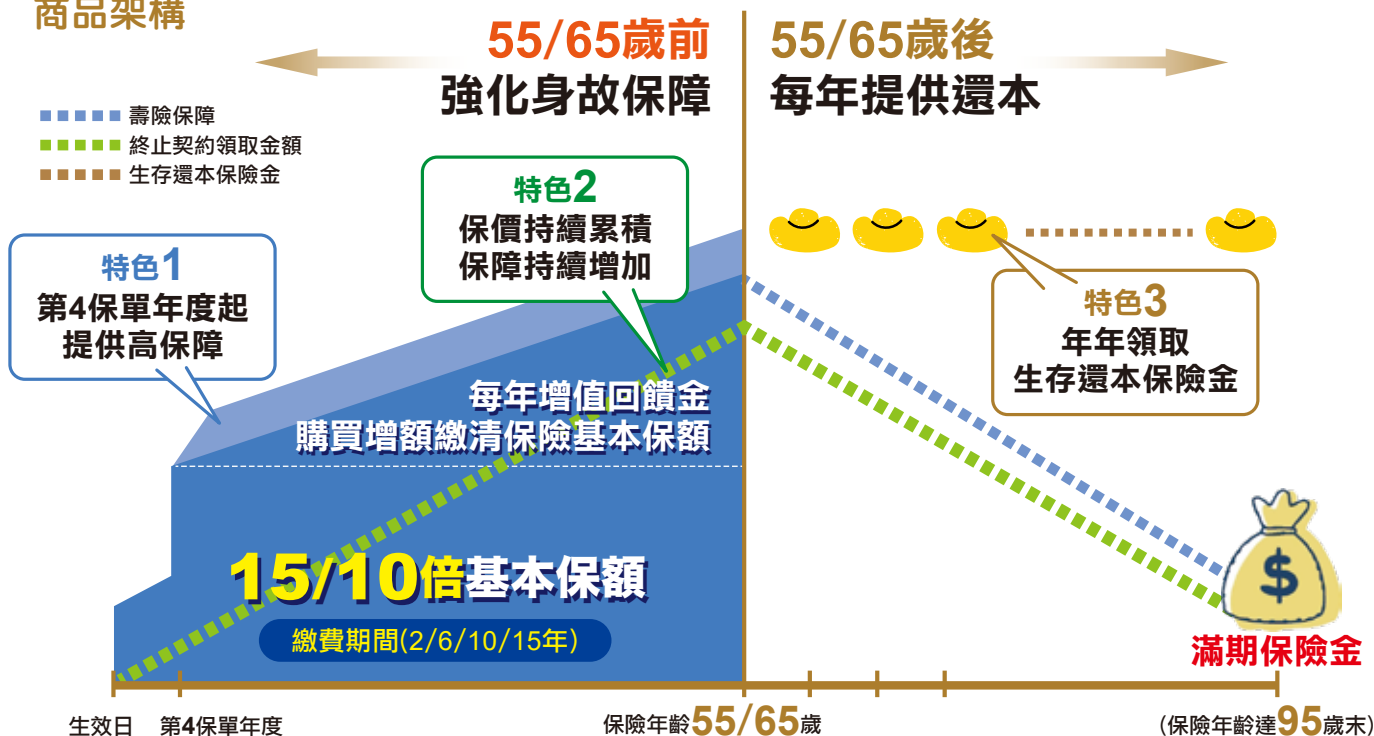 商品架構
55/65歲前
強化身故保障
55/65歲後
每年提供還本
壽險保障
終止契約領取金額
生存還本保險金
特色1
第4保單年度起
提供高保障
特色2
保價持續累積
保障持續增加
特色3
年年領取
生存還本保險金
每年增值回饋金
購買增額繳清保險基本保額
15/10倍基本保額
繳費期間(2/6/10/15年)
$
滿期保險金
生效日
第4保單年度
保險年齡55/65歲
(保險年齡達95歲末)